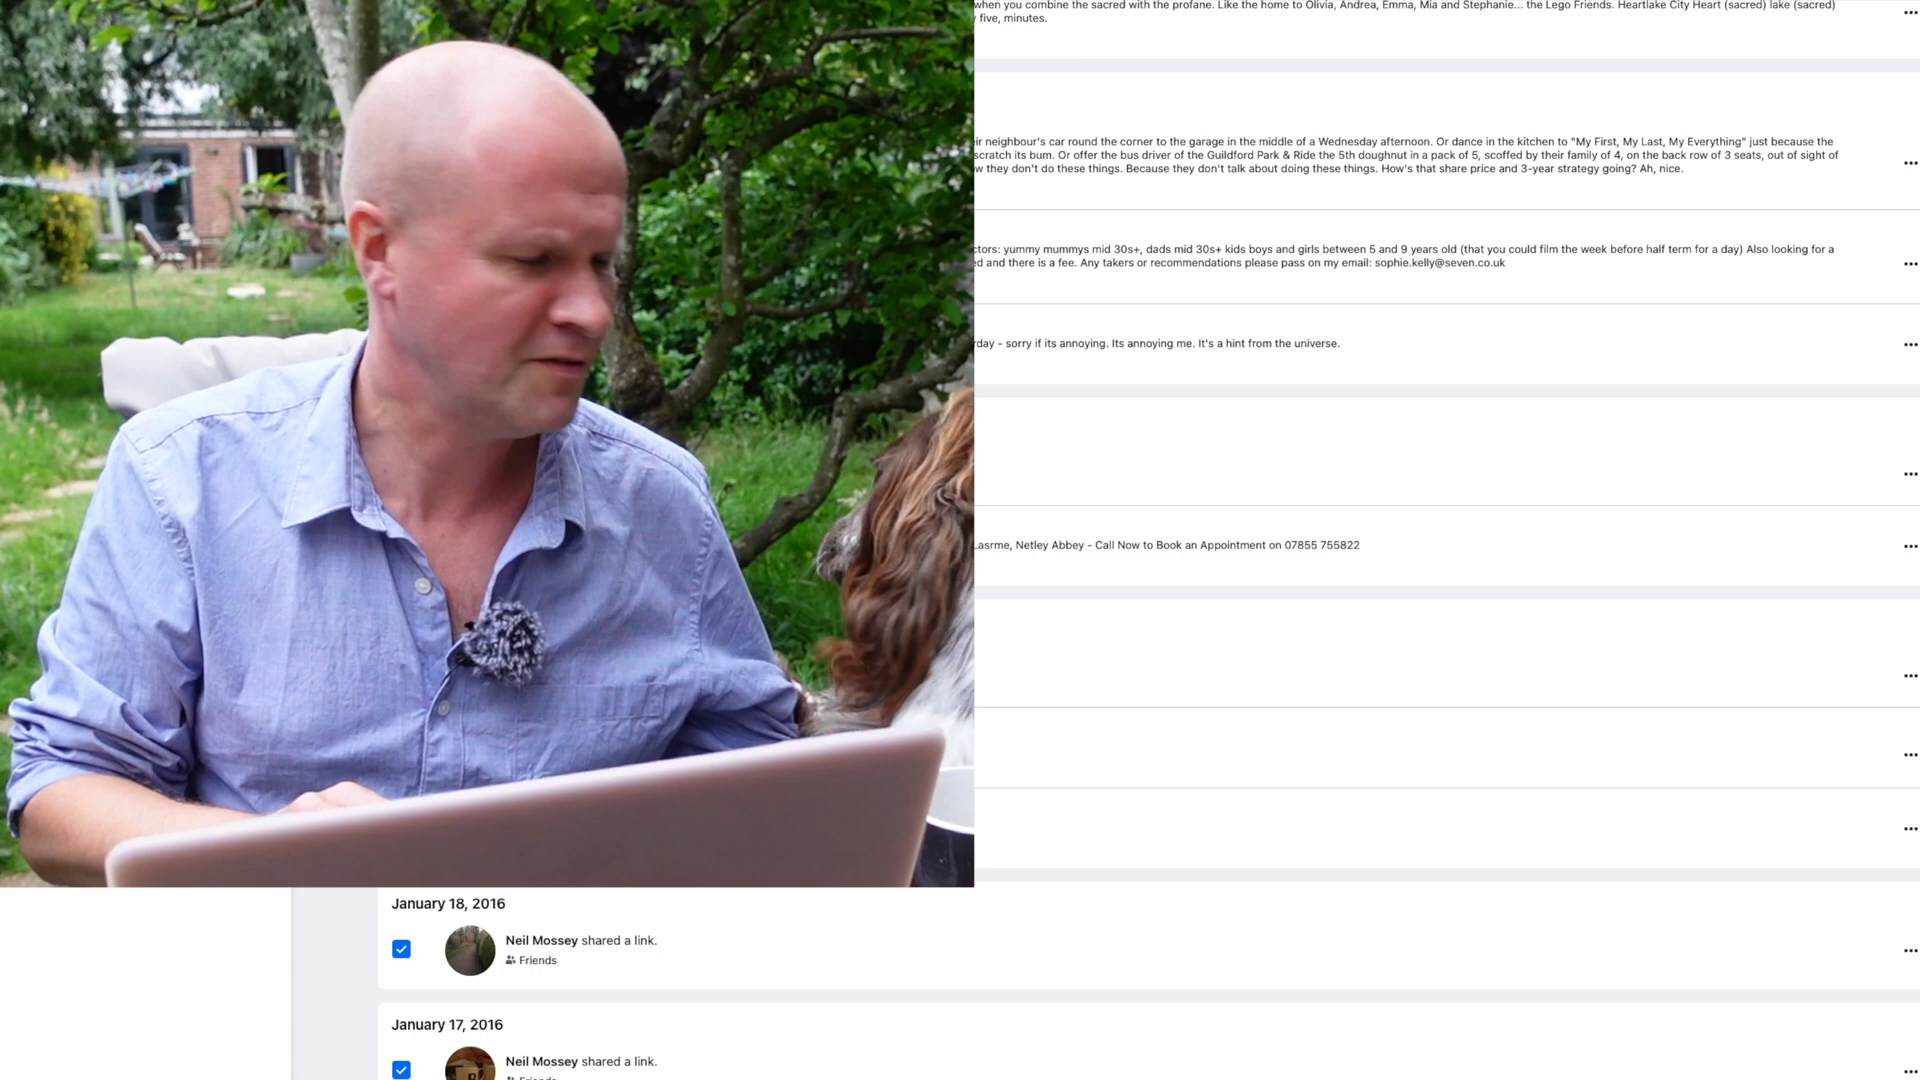 when you combine the sacred with the profane. Like the home to Olivia, Andrea, Emma, Mia and Stephanie... the Lego Friends. Heartlake City Heart (sacred) lake (sacred)
five, minutes.
neighbour's car round the corner to the garage in the middle of a Wednesday afternoon. Or dance in the kitchen to "My First, My Last, My Everything" just because the
scratch its bum. Or offer the bus driver of the Guildford Park & Ride the 5th doughnut in a pack of 5, scoffed by their family of 4, on the back row of 3 seats, out of sight of
they don't do these things. Because they don't talk about doing these things. How's that share price and 3-year strategy going? Ah, nice.
yummy mummys mid 30s+, dads mid 30s+ kids boys and girls between 5 and 9 years old (that you could film the week before half term for a day) Also looking for a
and there is a fee. Any takers or recommendations please pass on my email: sophie.kelly@seven.co.uk
- sorry if its annoying. Its annoying me. It's a hint from the universe.
Lasrme, Netley Abbey - Call Now to Book an Appointment on 07855 755822
January 18, 2016
Neil Mossey shared a link.
Friends
January 17, 2016
Neil Mossey shared a link.